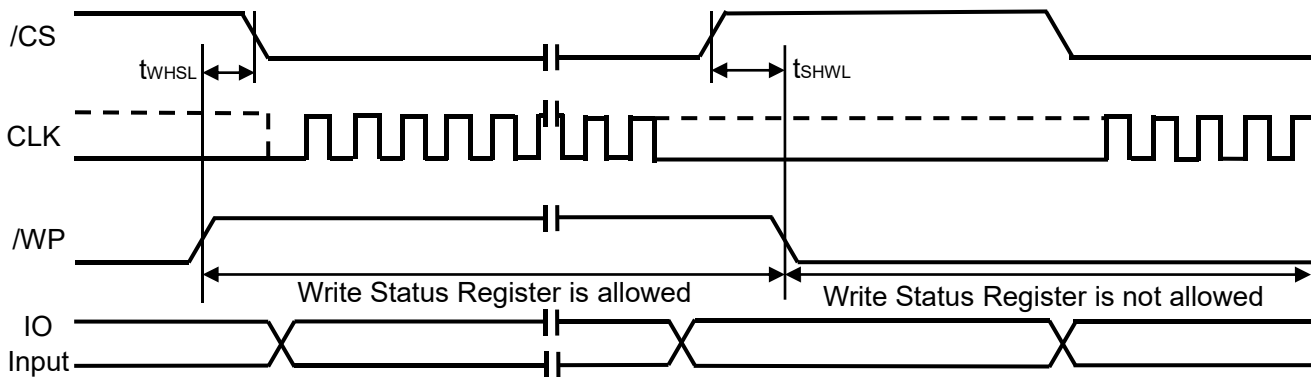 /CS
tWHSL
tSHWL
CLK
/WP
Write Status Register is allowed
Write Status Register is not allowed
IO
Input